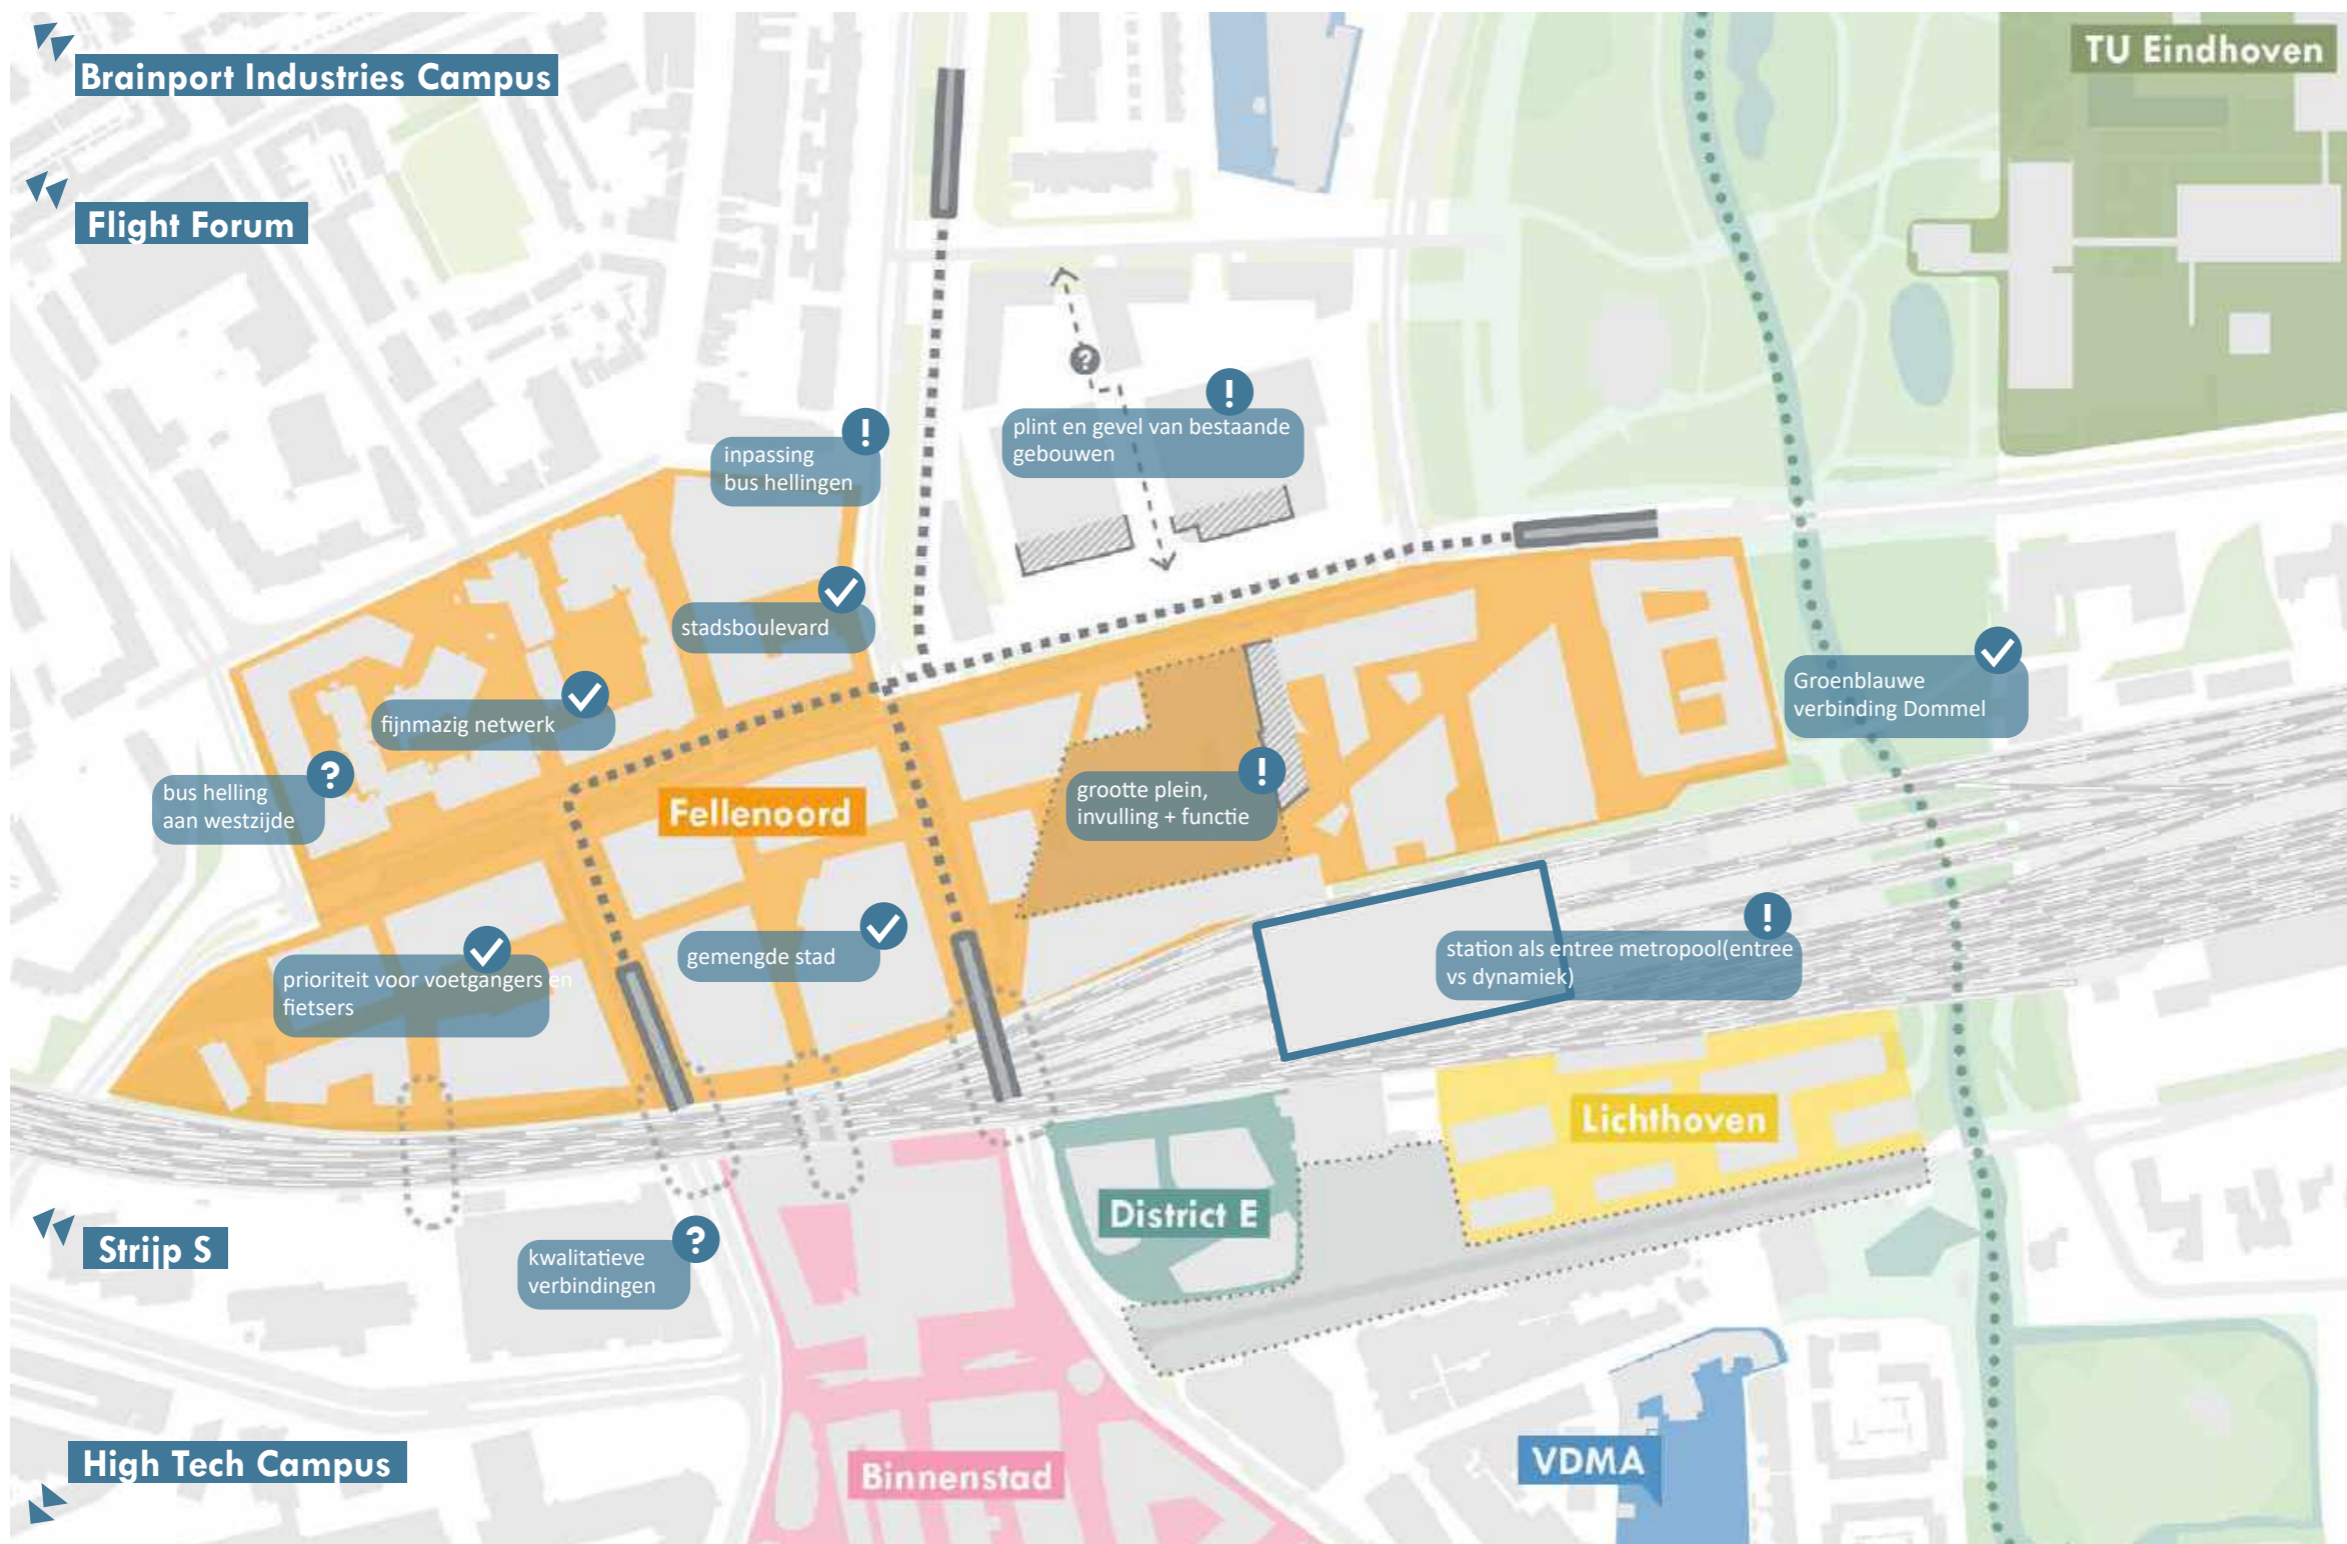 Brainport Industries Campus
TU Eindhoven
Flight Forum
?
!
plint en gevel van bestaande
gebouwen
!
inpassing
bus hellingen
stadsboulevard
Groenblauwe
verbinding Dommel
fijnmazig netwerk
?
bus helling
aan westzijde
Fellenoord
!
grootte plein,
invulling + functie
!
station als entree metropool(entree
vs dynamiek)
gemengde stad
prioriteit voor voetgangers en
fietsers
Lichthoven
District E
Strijp S
?
kwalitatieve
verbindingen
High Tech Campus
Binnenstad
VDMA